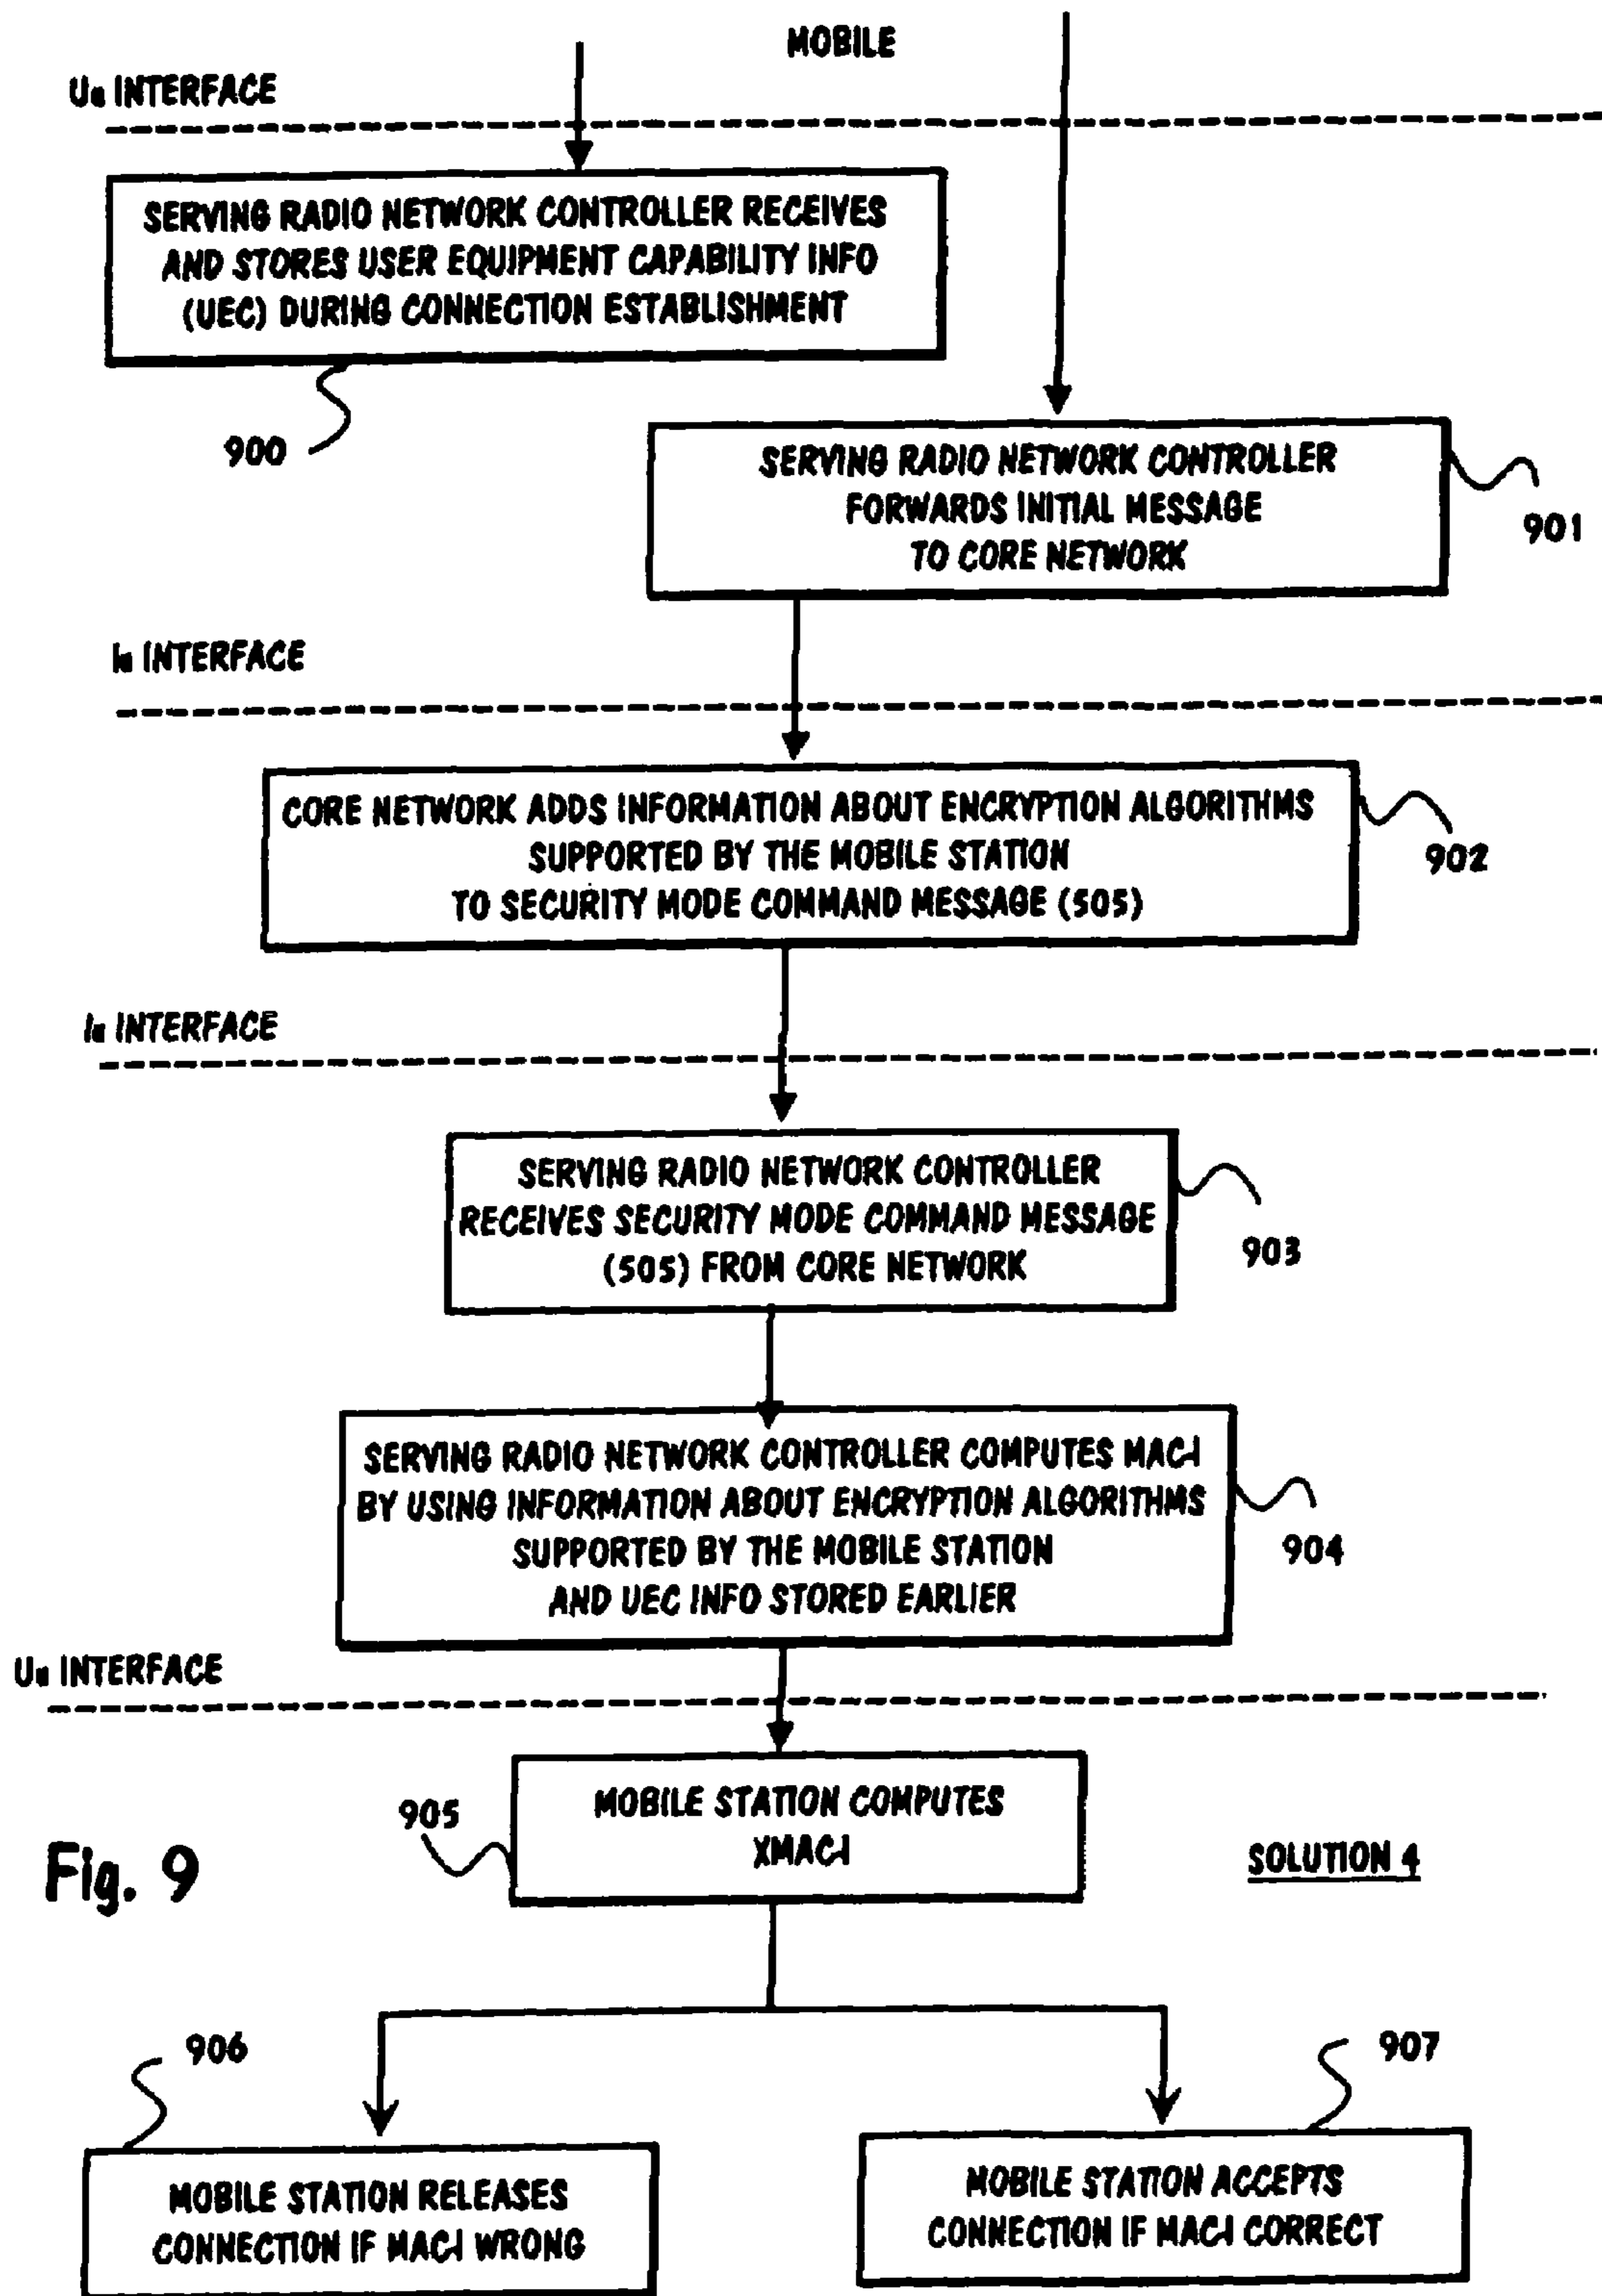 MOBILE
Uu INTERFACE
SERVING RADIO NETWORK CONTROLLER RECEIVES
AND STORES USER EQUIPMENT CAPABILITY INFO
(UEC) DURING CONNECTION ESTABLISHMENT
900
SERVING RADIO NETWORK CONTROLLER
FORWARDS INITIAL MESSAGE
TO CORE NETWORK
901
Iu INTERFACE
CORE NETWORK ADDS INFORMATION ABOUT ENCRYPTION ALGORITHMS
SUPPORTED BY THE MOBILE STATION
TO SECURITY MODE COMMAND MESSAGE (505)
902
Iu INTERFACE
SERVING RADIO NETWORK CONTROLLER
RECEIVES SECURITY MODE COMMAND MESSAGE
(505) FROM CORE NETWORK
903
SERVING RADIO NETWORK CONTROLLER COMPUTES MAC-I
BY USING INFORMATION ABOUT ENCRYPTION ALGORITHMS
SUPPORTED BY THE MOBILE STATION
AND UEC INFO STORED EARLIER
904
Uu INTERFACE
MOBILE STATION COMPUTES
XMAC-I
905
Fig. 9
SOLUTION 4
906
907
MOBILE STATION RELEASES
CONNECTION IF MAC-I WRONG
MOBILE STATION ACCEPTS
CONNECTION IF MAC-I CORRECT